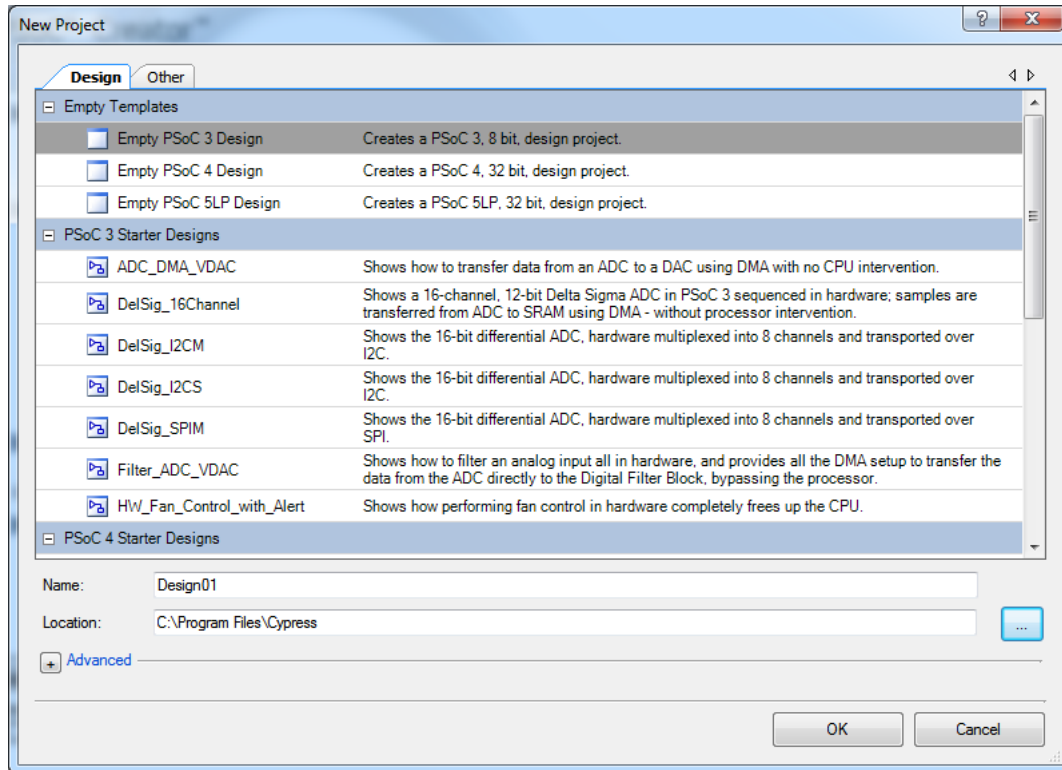 New Project
Design Other
Empty Templates
Empty PSoC 3 Design Creates a PSoC 3, 8 bit, design project.
Empty PSoC 4 Design Creates a PSoC 4, 32 bit, design project.
Empty PSoC 5LP Design Creates a PSoC 5LP, 32 bit, design project.
PSoC 3 Starter Designs
ADC_DMA_VDAC Shows how to transfer data from an ADC to a DAC using DMA with no CPU intervention.
DelSig_16Channel Shows a 16-channel, 12-bit Delta Sigma ADC in PSoC 3 sequenced in hardware; samples are
transferred from ADC to SRAM using DMA - without processor intervention.
DelSig_I2CM Shows the 16-bit differential ADC, hardware multiplexed into 8 channels and transported over
I2C.
DelSig_I2CS Shows the 16-bit differential ADC, hardware multiplexed into 8 channels and transported over
I2C.
DelSig_SPIM Shows the 16-bit differential ADC, hardware multiplexed into 8 channels and transported over
SPI.
Filter_ADC_VDAC Shows how to filter an analog input all in hardware, and provides all the DMA setup to transfer the
data from the ADC directly to the Digital Filter Block, bypassing the processor.
HW_Fan_Control_with_Alert Shows how performing fan control in hardware completely frees up the CPU.
PSoC 4 Starter Designs
Name: Design01
Location: C:\Program Files\Cypress ...
Advanced
OK Cancel